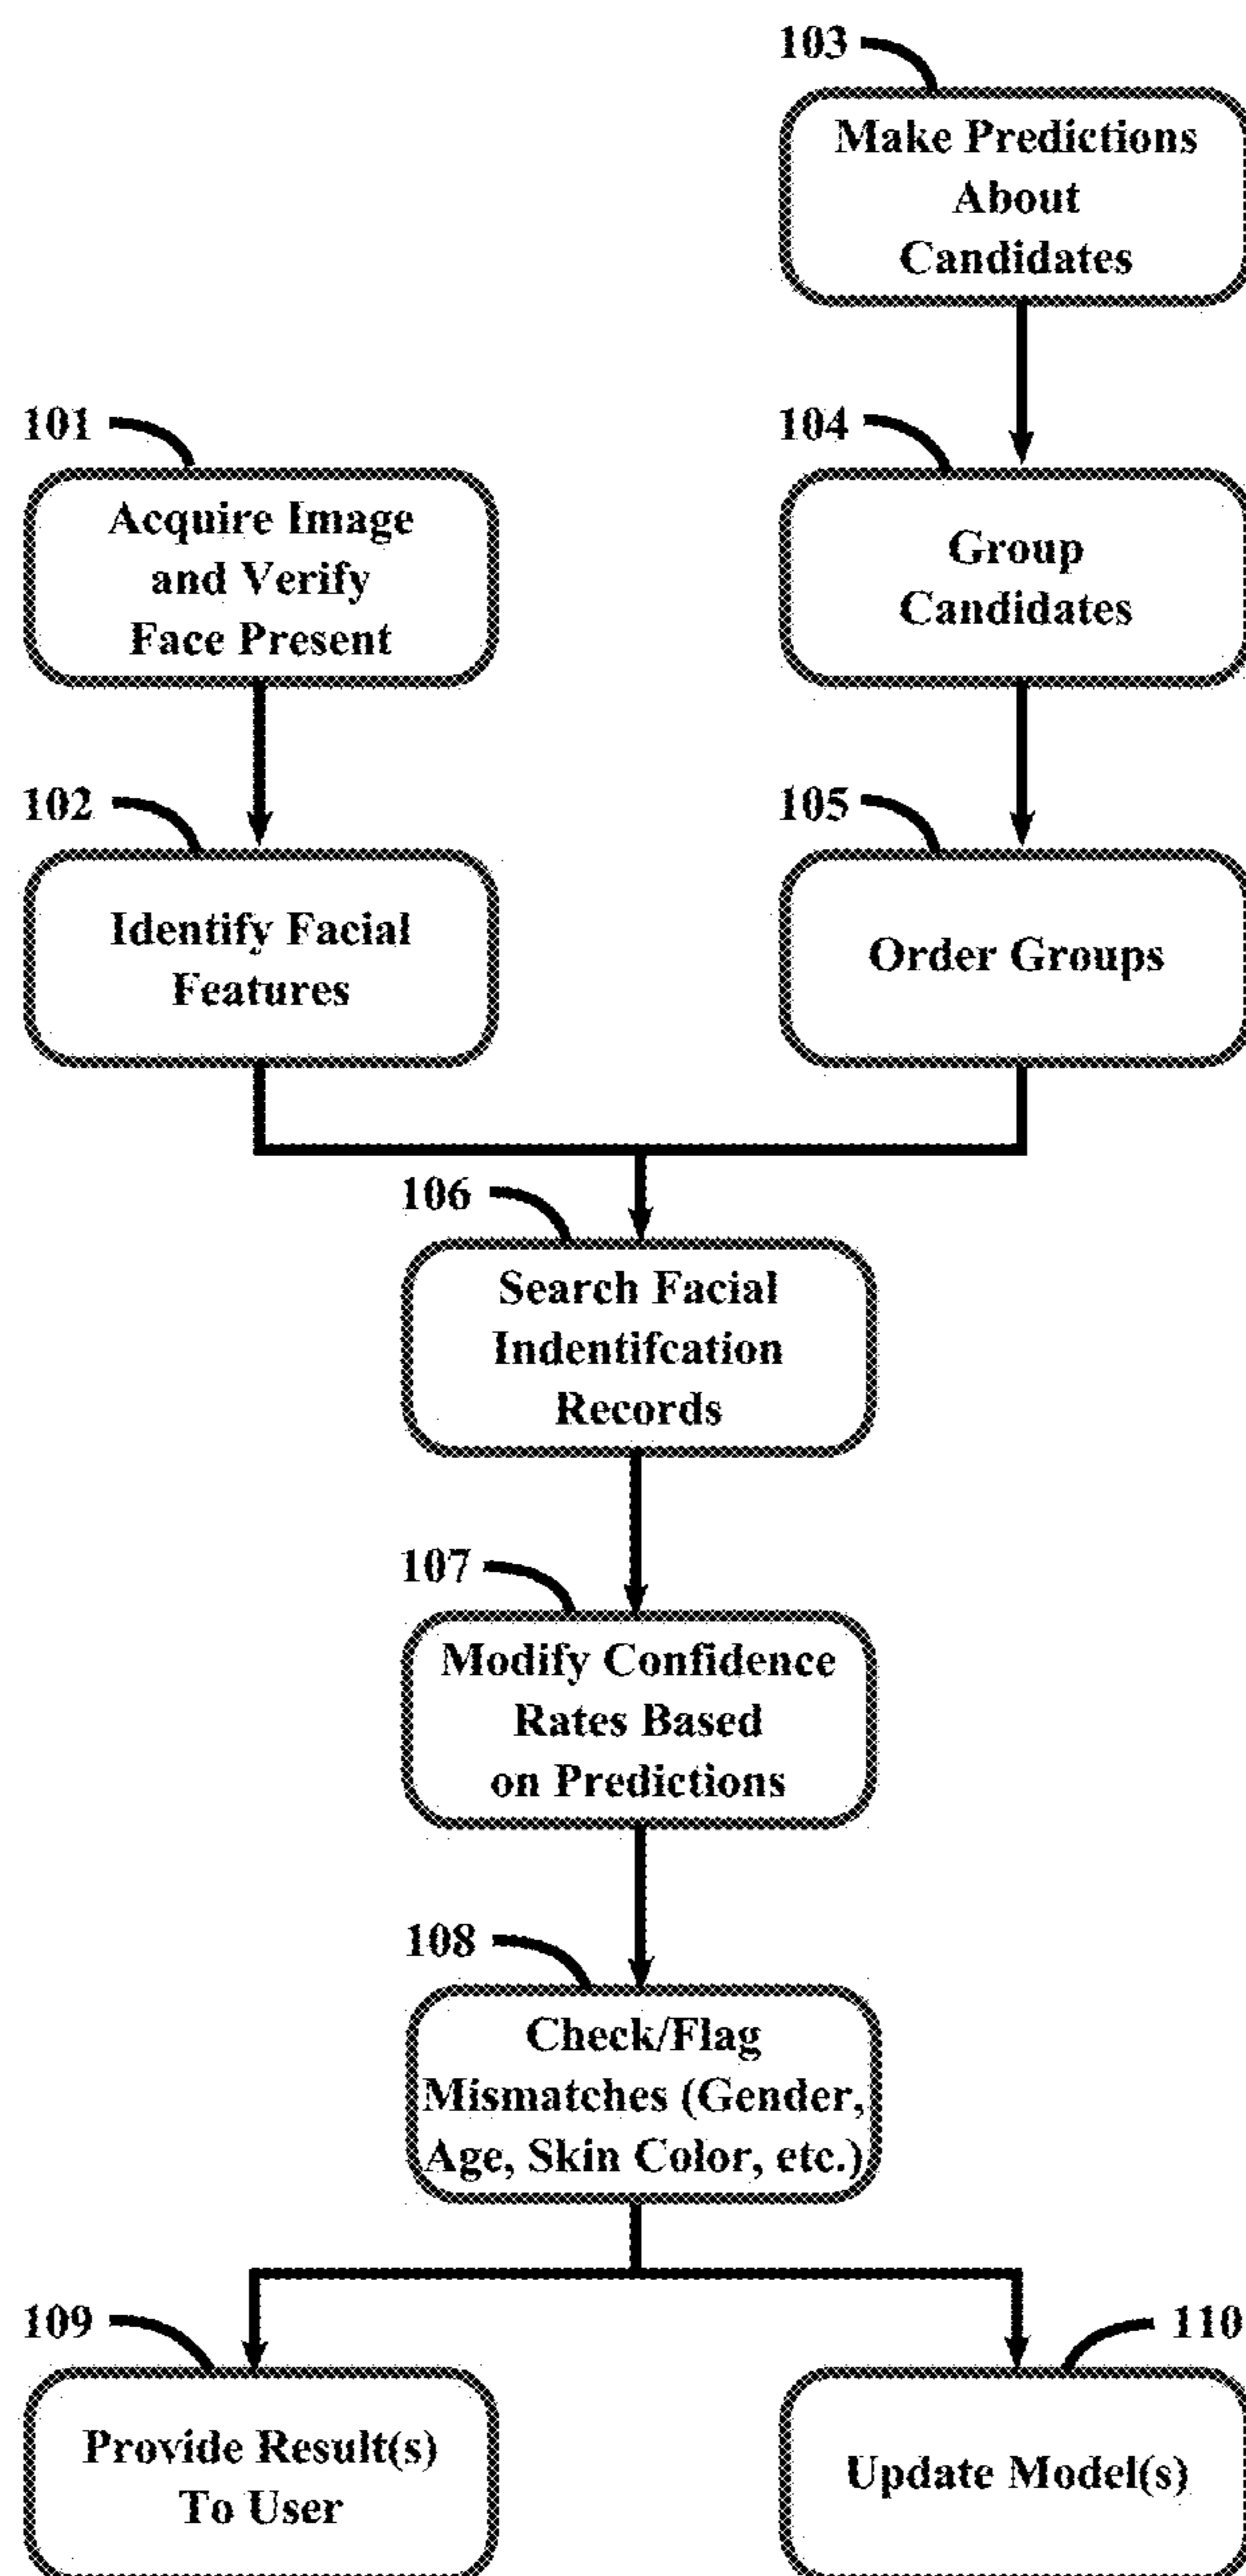 103
Make Predictions
About
Candidates
101
Acquire Image
and Verify
Face Present
104
Group
Candidates
102
Identify Facial
Features
105
Order Groups
106
Search Facial
Indentifcation
Records
107
Modify Confidence
Rates Based
on Predictions
108
Check/Flag
Mismatches (Gender,
Age, Skin Color, etc.)
109
Provide Result(s)
To User
110
Update Model(s)